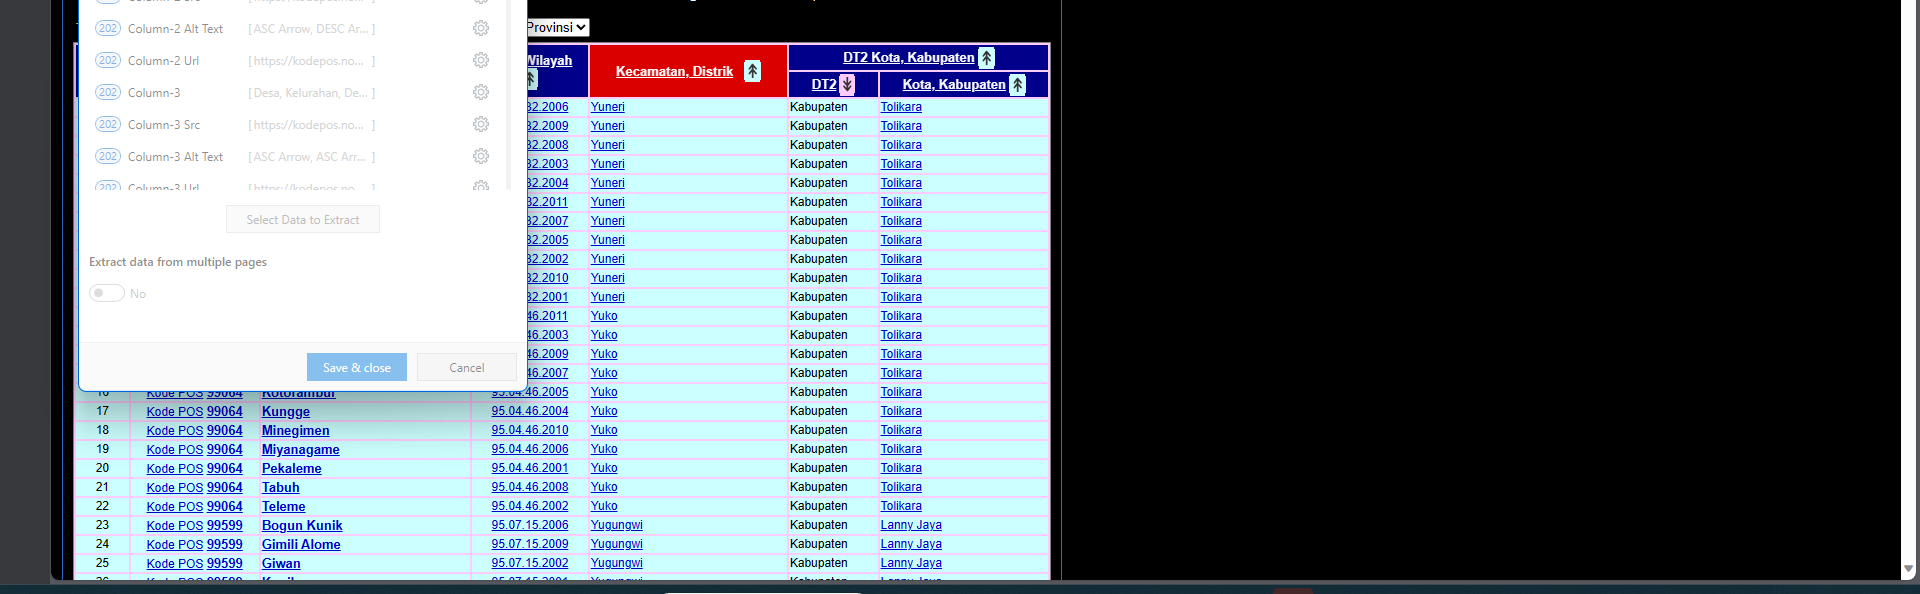 Column-2 Alt Text [ASC Arrow, DESC Ar... ]
202 Column-2 Url [https://kodepos.no... ]
202 Column-3 [Desa, Kelurahan, De... ]
202 Column-3 Src [https://kodepos.no... ]
202 Column-3 Alt Text [ASC Arrow, ASC Arr... ]
202 Column-3 Url [https://kodepos.no... ]
Select Data to Extract
Extract data from multiple pages
No
Save & close Cancel
Provinsi
Wilayah Kecamatan, Distrik DT2 Kota, Kabupaten
DT2 Kota, Kabupaten
32.2006 Yuneri Kabupaten Tolikara
32.2009 Yuneri Kabupaten Tolikara
32.2008 Yuneri Kabupaten Tolikara
32.2003 Yuneri Kabupaten Tolikara
32.2004 Yuneri Kabupaten Tolikara
32.2011 Yuneri Kabupaten Tolikara
32.2007 Yuneri Kabupaten Tolikara
32.2005 Yuneri Kabupaten Tolikara
32.2002 Yuneri Kabupaten Tolikara
32.2010 Yuneri Kabupaten Tolikara
32.2001 Yuneri Kabupaten Tolikara
46.2011 Yuko Kabupaten Tolikara
46.2003 Yuko Kabupaten Tolikara
46.2009 Yuko Kabupaten Tolikara
46.2007 Yuko Kabupaten Tolikara
16 Kode POS 99064 Kotorambur 95.04.46.2005 Yuko Kabupaten Tolikara
17 Kode POS 99064 Kungge 95.04.46.2004 Yuko Kabupaten Tolikara
18 Kode POS 99064 Minegimen 95.04.46.2010 Yuko Kabupaten Tolikara
19 Kode POS 99064 Miyanagame 95.04.46.2006 Yuko Kabupaten Tolikara
20 Kode POS 99064 Pekaleme 95.04.46.2001 Yuko Kabupaten Tolikara
21 Kode POS 99064 Tabuh 95.04.46.2008 Yuko Kabupaten Tolikara
22 Kode POS 99064 Teleme 95.04.46.2002 Yuko Kabupaten Tolikara
23 Kode POS 99599 Bogun Kunik 95.07.15.2006 Yugungwi Kabupaten Lanny Jaya
24 Kode POS 99599 Gimili Alome 95.07.15.2009 Yugungwi Kabupaten Lanny Jaya
25 Kode POS 99599 Giwan 95.07.15.2002 Yugungwi Kabupaten Lanny Jaya